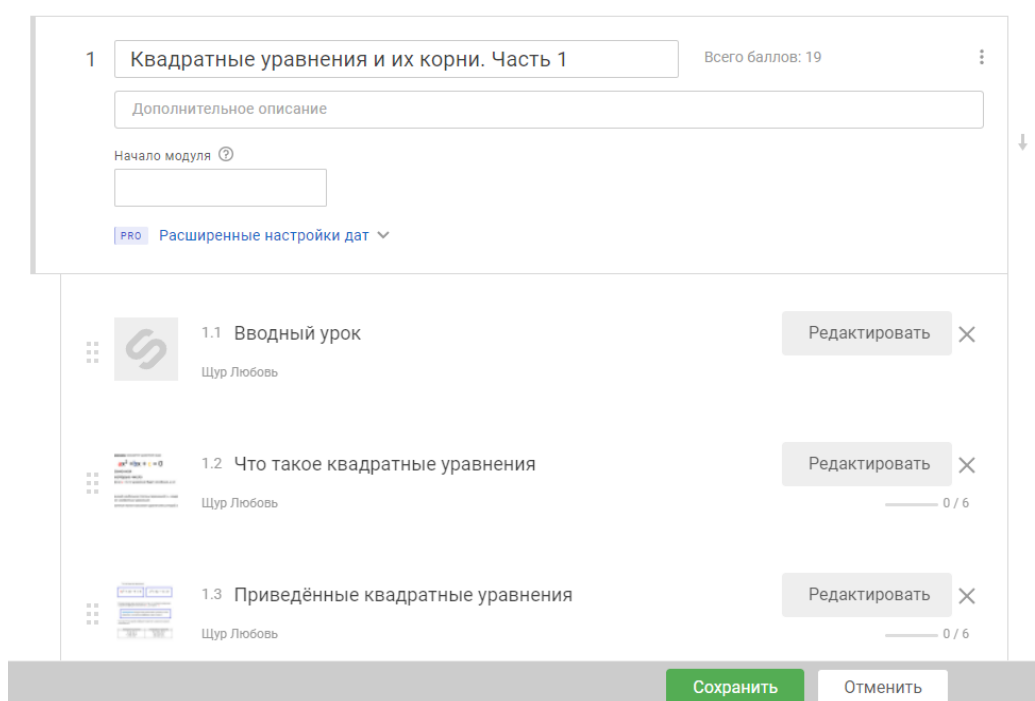 1 Квадратные уравнения и их корни. Часть 1 Всего баллов: 19
Дополнительное описание
Начало модуля
PRO Расширенные настройки дат
1.1 Вводный урок Редактировать
Щур Любовь
1.2 Что такое квадратные уравнения Редактировать
Щур Любовь 0 / 6
1.3 Приведённые квадратные уравнения Редактировать
Щур Любовь 0 / 6
Сохранить Отменить